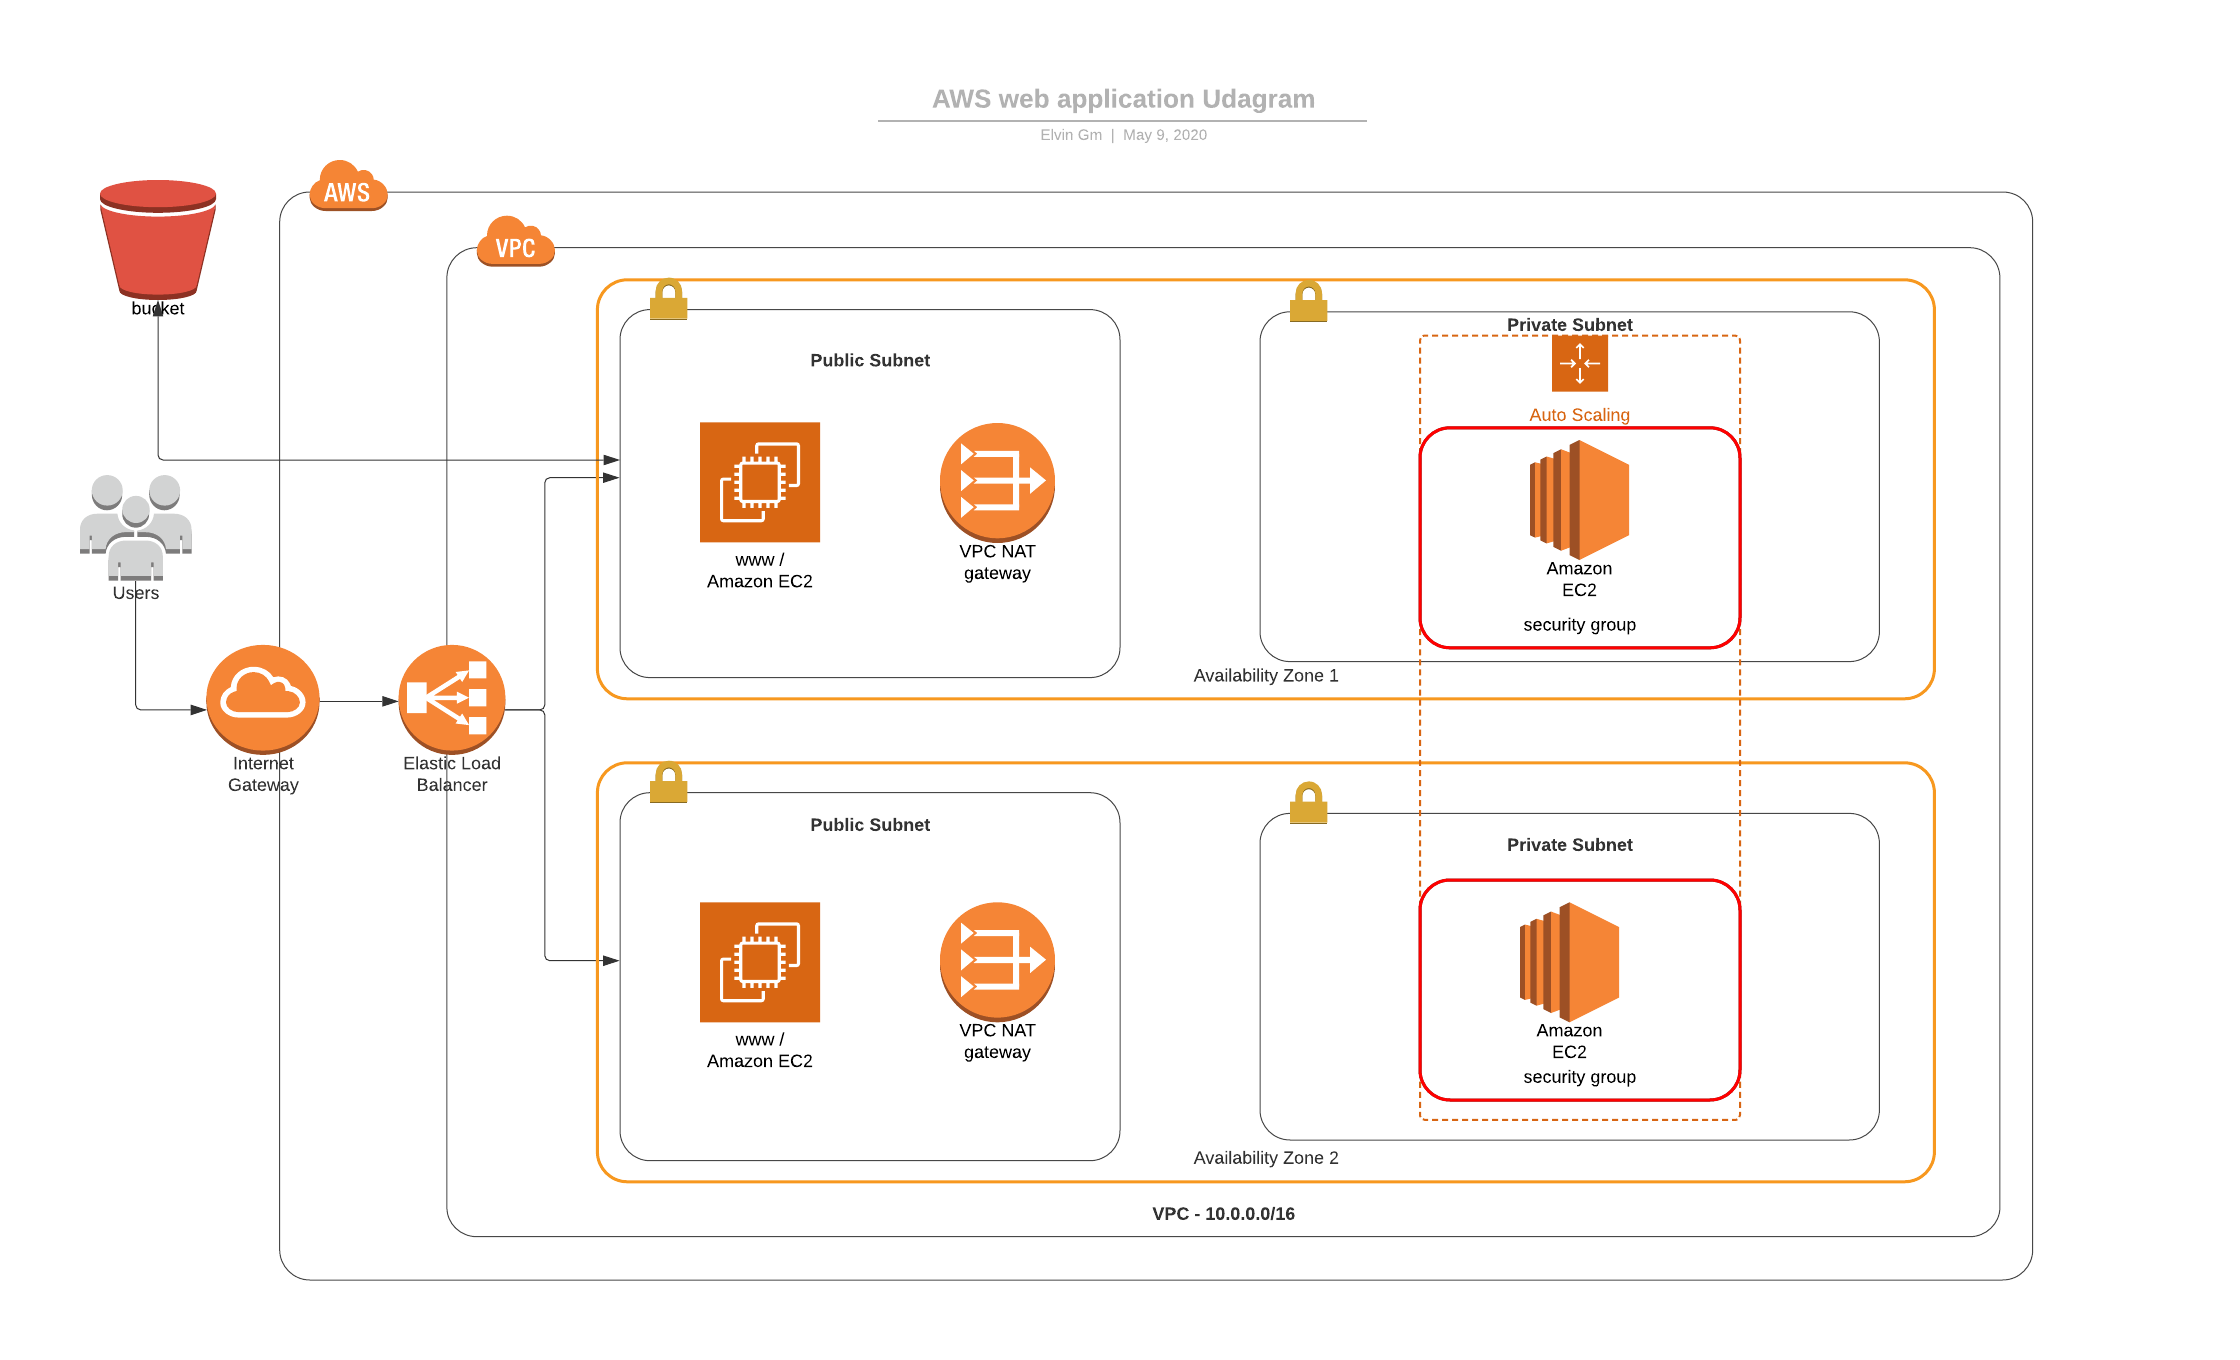 AWS web application Udagram
Elvin Gm | May 9, 2020
AWS
VPC
bucket
Users
Internet
Gateway
Elastic Load
Balancer
Public Subnet
www /
Amazon EC2
VPC NAT
gateway
Private Subnet
Auto Scaling
Amazon
EC2
security group
Availability Zone 1
Public Subnet
www /
Amazon EC2
VPC NAT
gateway
Private Subnet
Amazon
EC2
security group
Availability Zone 2
VPC - 10.0.0.0/16